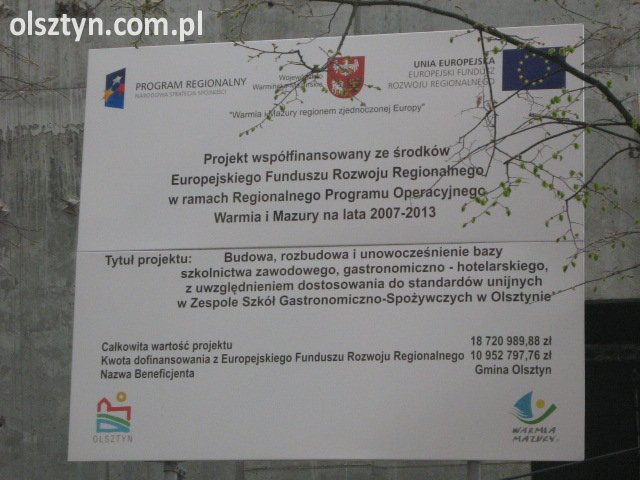 olsztyn.com.pl
PROGRAM REGIONALNY
NARODOWA STRATEGIA SPÓJNOŚCI
Województwo
Warmińsko-Mazurskie
UNIA EUROPEJSKA
EUROPEJSKI FUNDUSZ
ROZWOJU REGIONALNEGO
"Warmia i Mazury regionem zjednoczonej Europy"
Projekt współfinansowany ze środków
Europejskiego Funduszu Rozwoju Regionalnego
w ramach Regionalnego Programu Operacyjnego
Warmia i Mazury na lata 2007-2013
Tytuł projektu: Budowa, rozbudowa i unowocześnienie bazy
szkolnictwa zawodowego, gastronomiczno - hotelarskiego,
z uwzględnieniem dostosowania do standardów unijnych
w Zespole Szkół Gastronomiczno-Spożywczych w Olsztynie
Całkowita wartość projektu 18 720 989,88 zł
Kwota dofinansowania z Europejskiego Funduszu Rozwoju Regionalnego 10 952 797,76 zł
Nazwa Beneficjenta Gmina Olsztyn
OLSZTYN
WARMIA
MAZURY